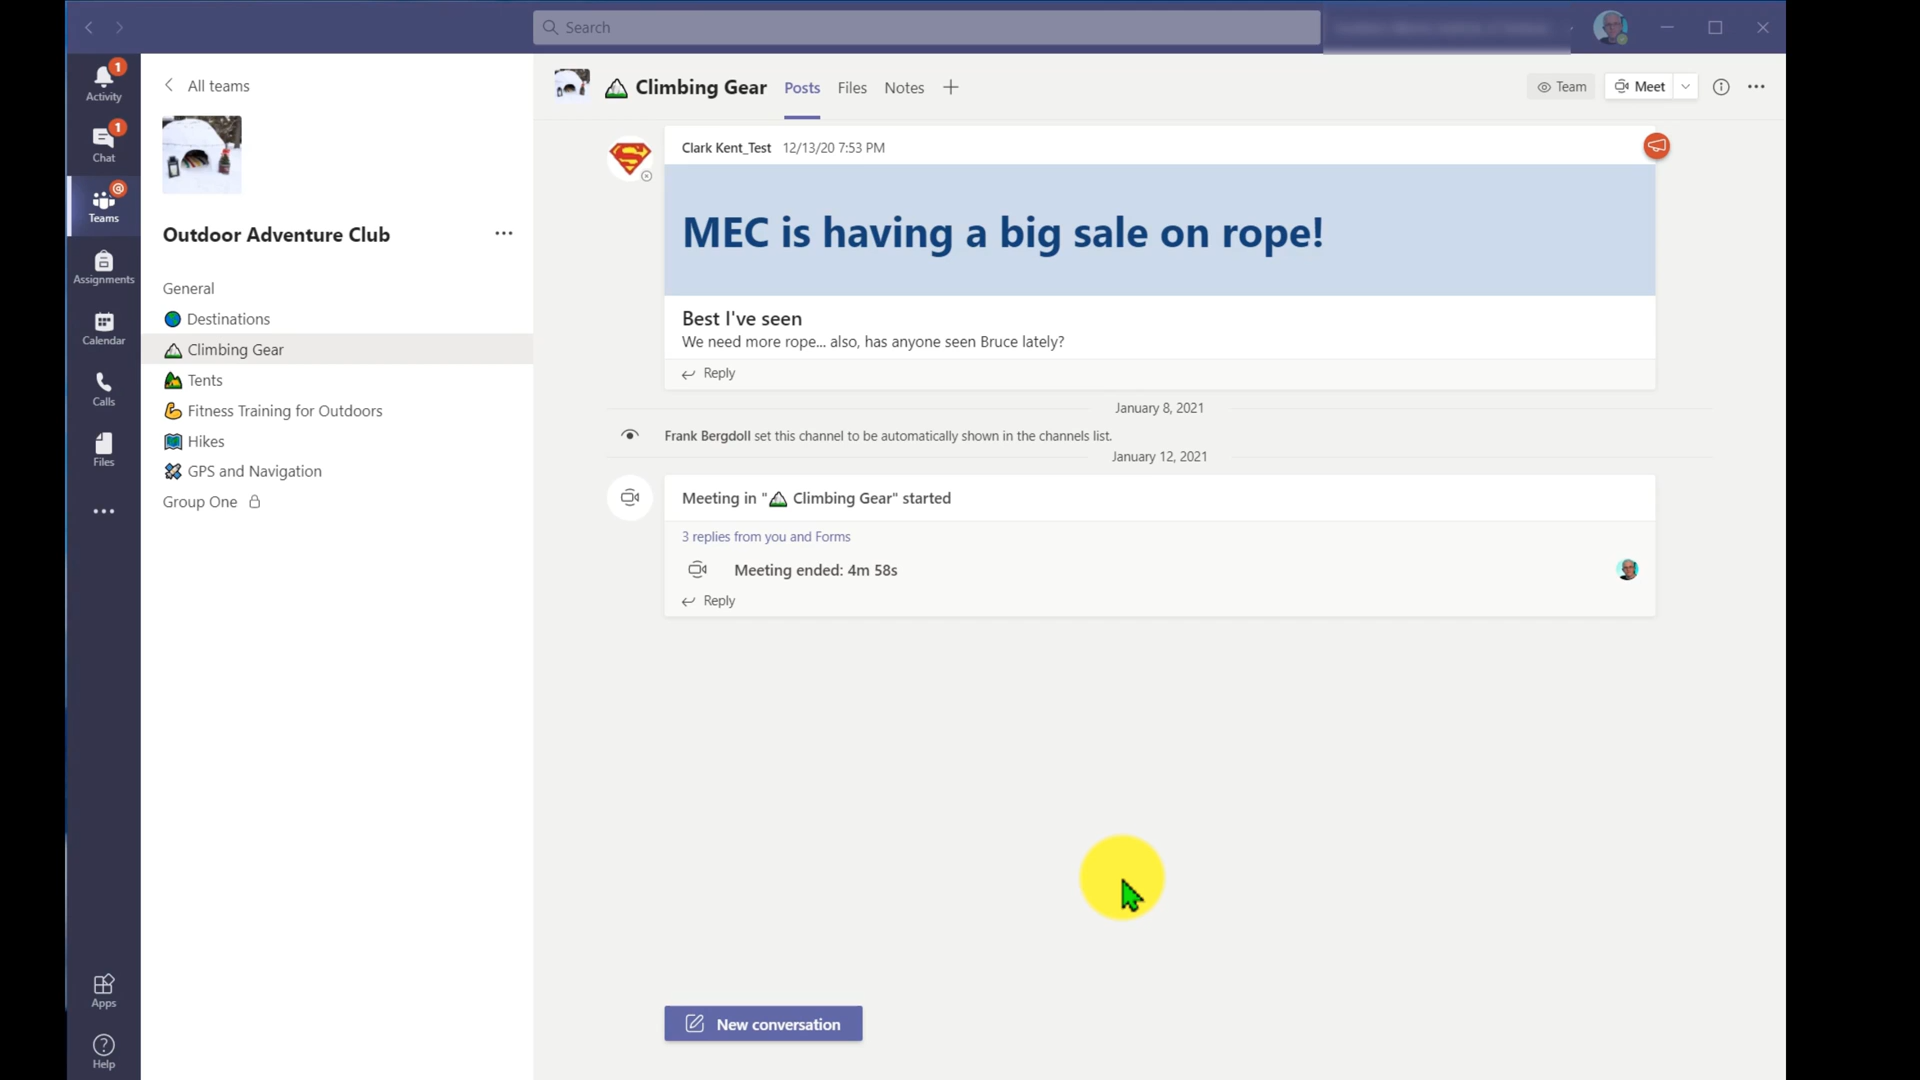 Search
Activity
1
Chat
1
Teams
@
Assignments
Calendar
Calls
Files
Apps
Help
All teams
Outdoor Adventure Club
General
Destinations
Climbing Gear
Tents
Fitness Training for Outdoors
Hikes
GPS and Navigation
Group One
Climbing Gear
Posts
Files
Notes
Team
Meet
Clark Kent_Test 12/13/20 7:53 PM
MEC is having a big sale on rope!
Best I've seen
We need more rope... also, has anyone seen Bruce lately?
Reply
January 8, 2021
Frank Bergdoll set this channel to be automatically shown in the channels list.
January 12, 2021
Meeting in "Climbing Gear" started
3 replies from you and Forms
Meeting ended: 4m 58s
Reply
New conversation